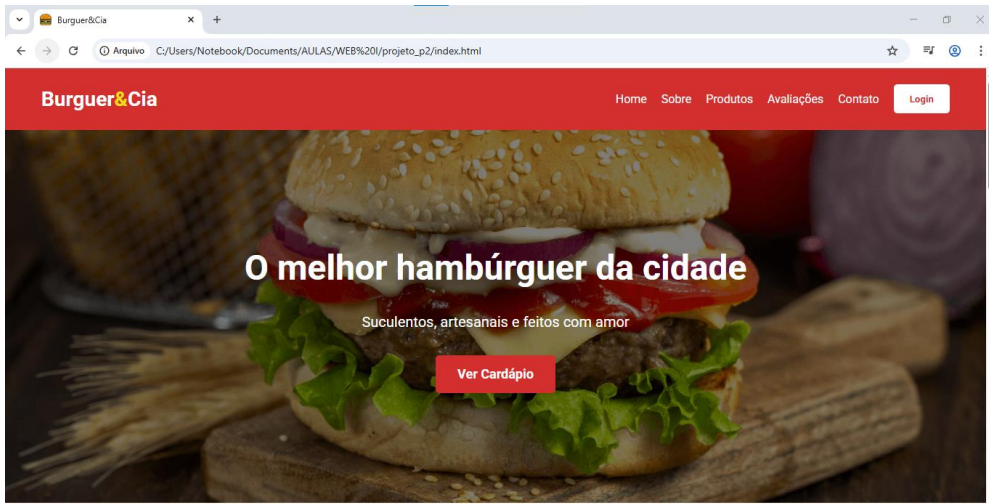 Burguer&Cia
Arquivo C:/Users/Notebook/Documents/AULAS/WEB%20I/projeto_p2/index.html
Burguer&Cia Home Sobre Produtos Avaliações Contato Login
O melhor hambúrguer da cidade
Suculentos, artesanais e feitos com amor
Ver Cardápio